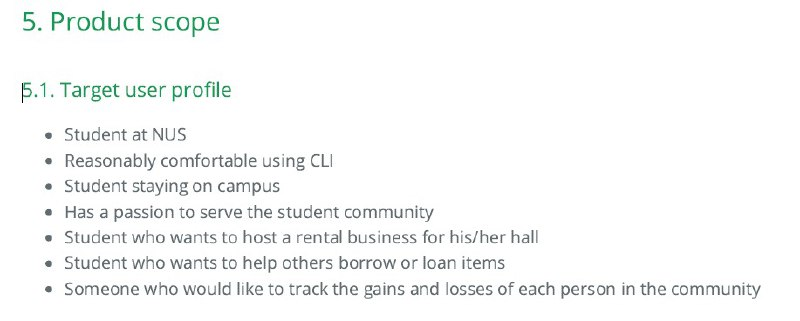 5. Product scope
5.1. Target user profile
• Student at NUS
• Reasonably comfortable using CLI
• Student staying on campus
• Has a passion to serve the student community
• Student who wants to host a rental business for his/her hall
• Student who wants to help others borrow or loan items
• Someone who would like to track the gains and losses of each person in the community